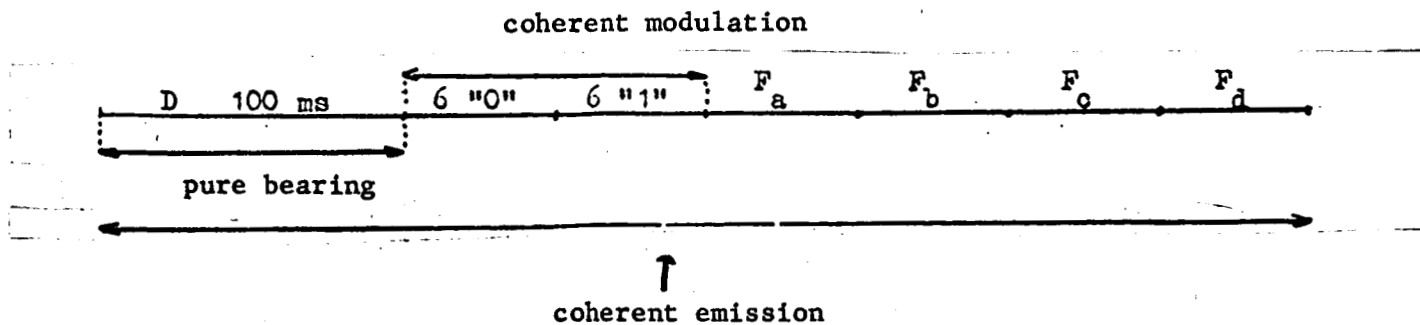 coherent modulation
D 100 ms 6 "0" 6 "1" Fa Fb Fc Fd
pure bearing
coherent emission